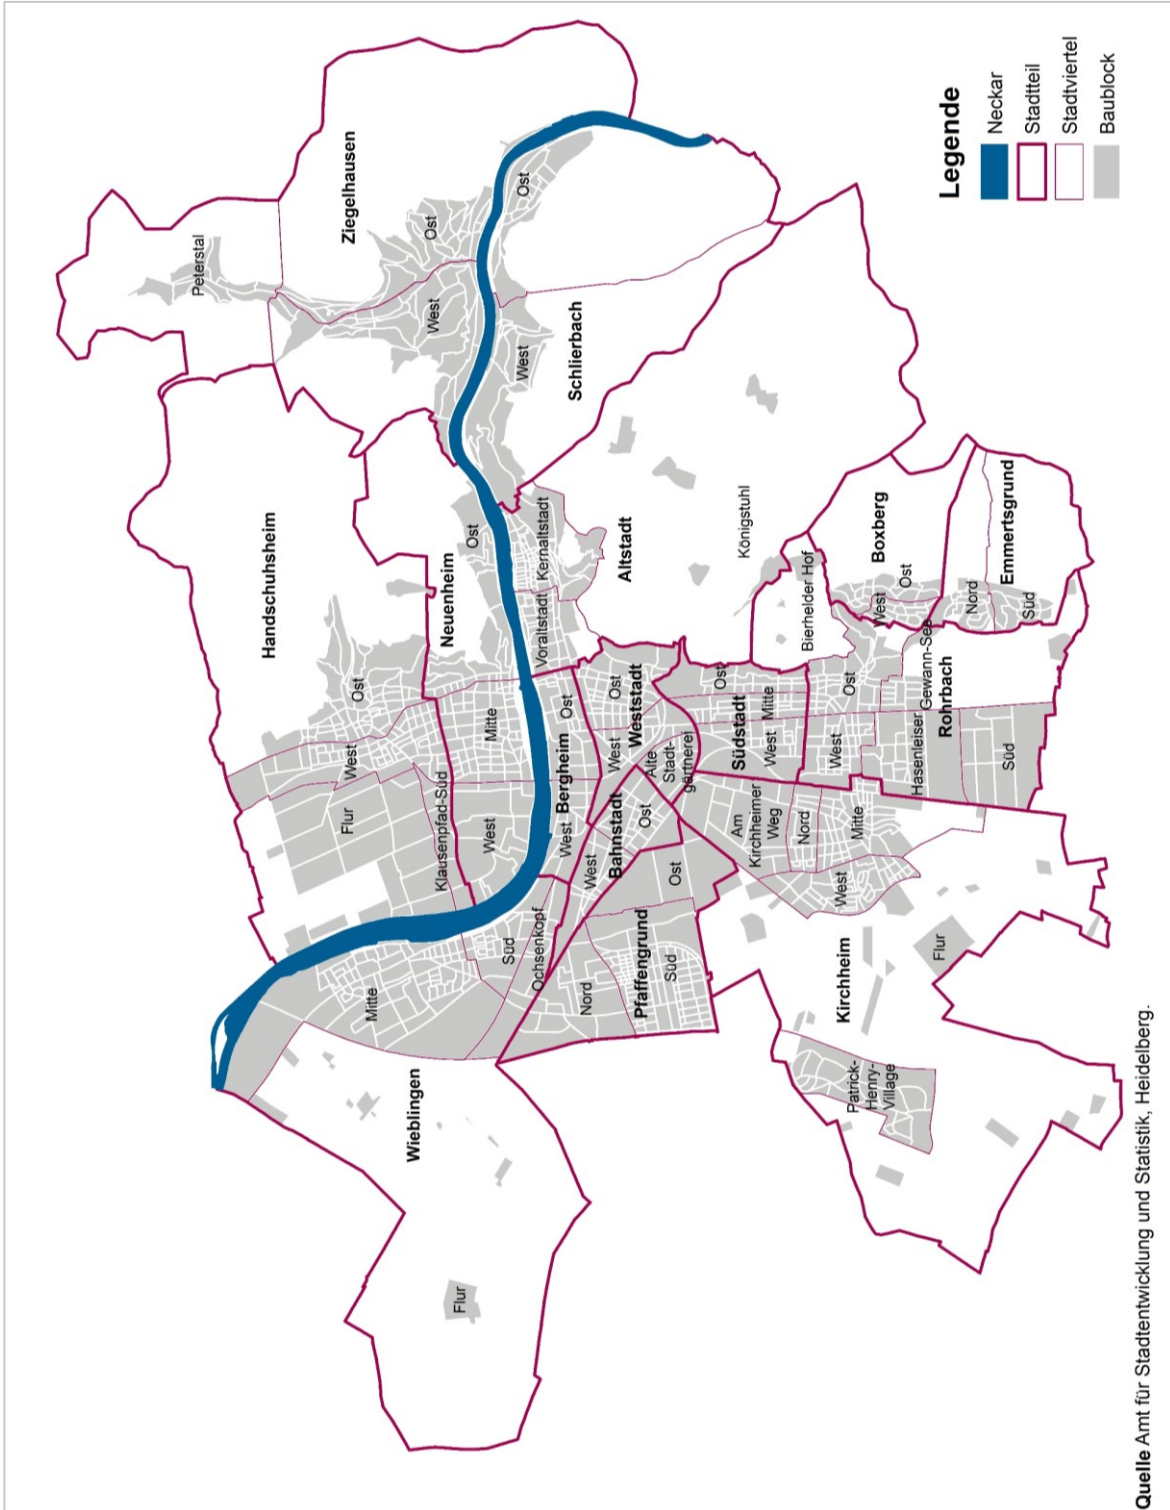 Peterstal
Ziegelhausen
Ost
West
Ost
West
Schlierbach
Handschuhsheim
Ost
West
Flur
Klausenpfad-Süd
Neuenheim
Ost
Mitte
West
Kernaltstadt
Voraltstadt
Altstadt
Königstuhl
Bergheim
Ost
West
Weststadt
Ost
West
Alte
Stadt-
gärtnerei
Bahnstadt
Ost
West
Südstadt
Ost
Mitte
West
Bierhelder Hof
Boxberg
Ost
West
Emmertsgrund
Nord
Süd
Rohrbach
Ost
West
Gewann-See
Hasenleiser
Süd
Wieblingen
Mitte
Süd
Ochsenkopf
Flur
Pfaffengrund
Ost
Nord
Süd
Kirchheim
Am
Kirchheimer
Weg
Nord
Mitte
West
Flur
Patrick-
Henry-
Village
Legende
Neckar
Stadtteil
Stadtviertel
Baublock
Quelle Amt für Stadtentwicklung und Statistik, Heidelberg.